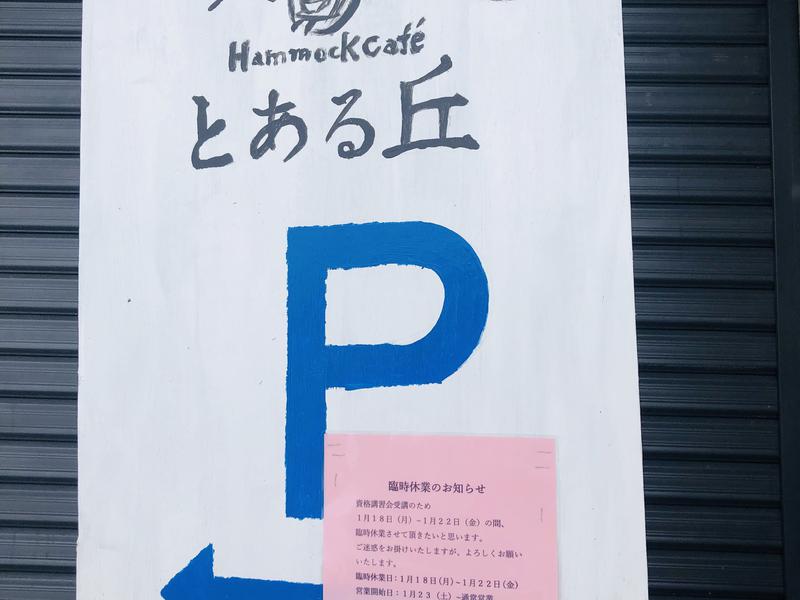 Hammock Café
とある丘
P
臨時休業のお知らせ
資格講習会受講のため
1月18日（月）~1月22日（金）の間、
臨時休業させて頂きたいと思います。
ご迷惑をお掛けいたしますが、よろしくお願い
いたします。
臨時休業日：1月18日(月)~1月22日(金)
営業開始日：1月23（土）~通常営業